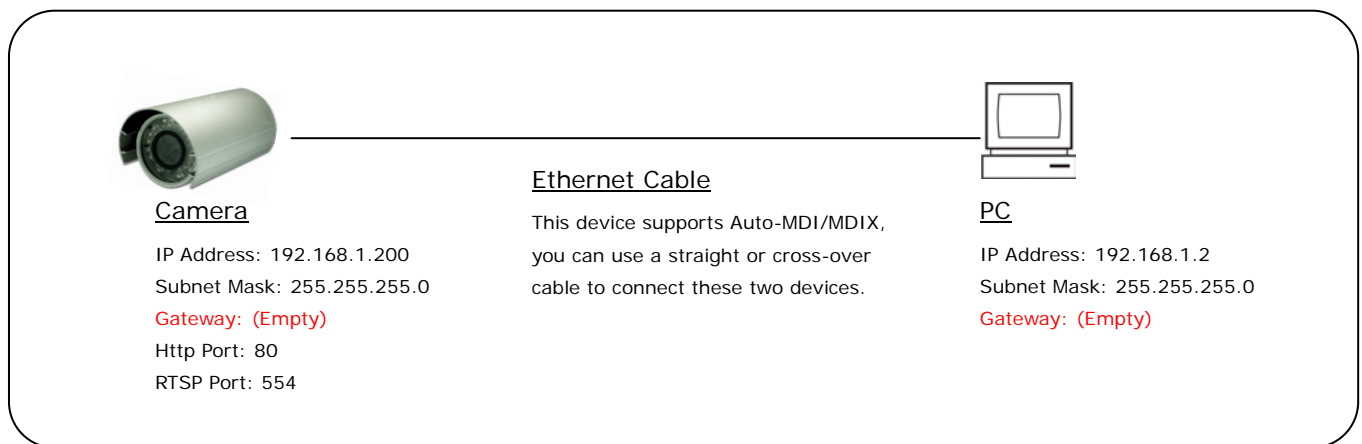 Camera
IP Address: 192.168.1.200
Subnet Mask: 255.255.255.0
Gateway: (Empty)
Http Port: 80
RTSP Port: 554
Ethernet Cable
This device supports Auto-MDI/MDIX,
you can use a straight or cross-over
cable to connect these two devices.
PC
IP Address: 192.168.1.2
Subnet Mask: 255.255.255.0
Gateway: (Empty)